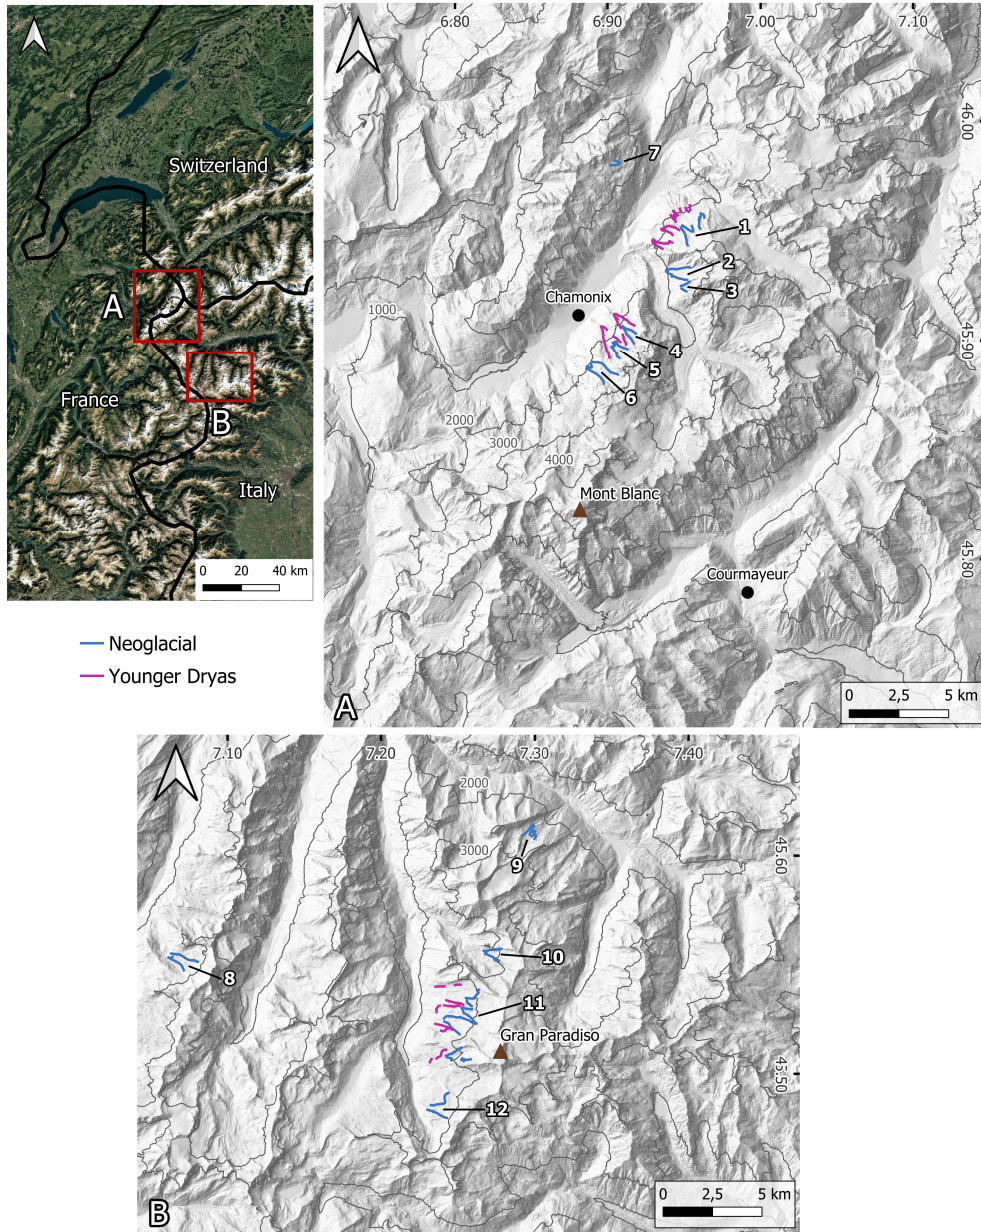 Switzerland
A
France
B
Italy
0 20 40 km
Neoglacial
Younger Dryas
6.80 6.90 7.00 7.10
46.00
7
1
2
3
Chamonix
1000
45.90
4
5
6
2000
3000
4000
Mont Blanc
45.80
Courmayeur
0 2,5 5 km
A
7.10 7.20 7.30 7.40
2000
3000
9
45.60
8
10
11
Gran Paradiso
45.50
12
0 2,5 5 km
B